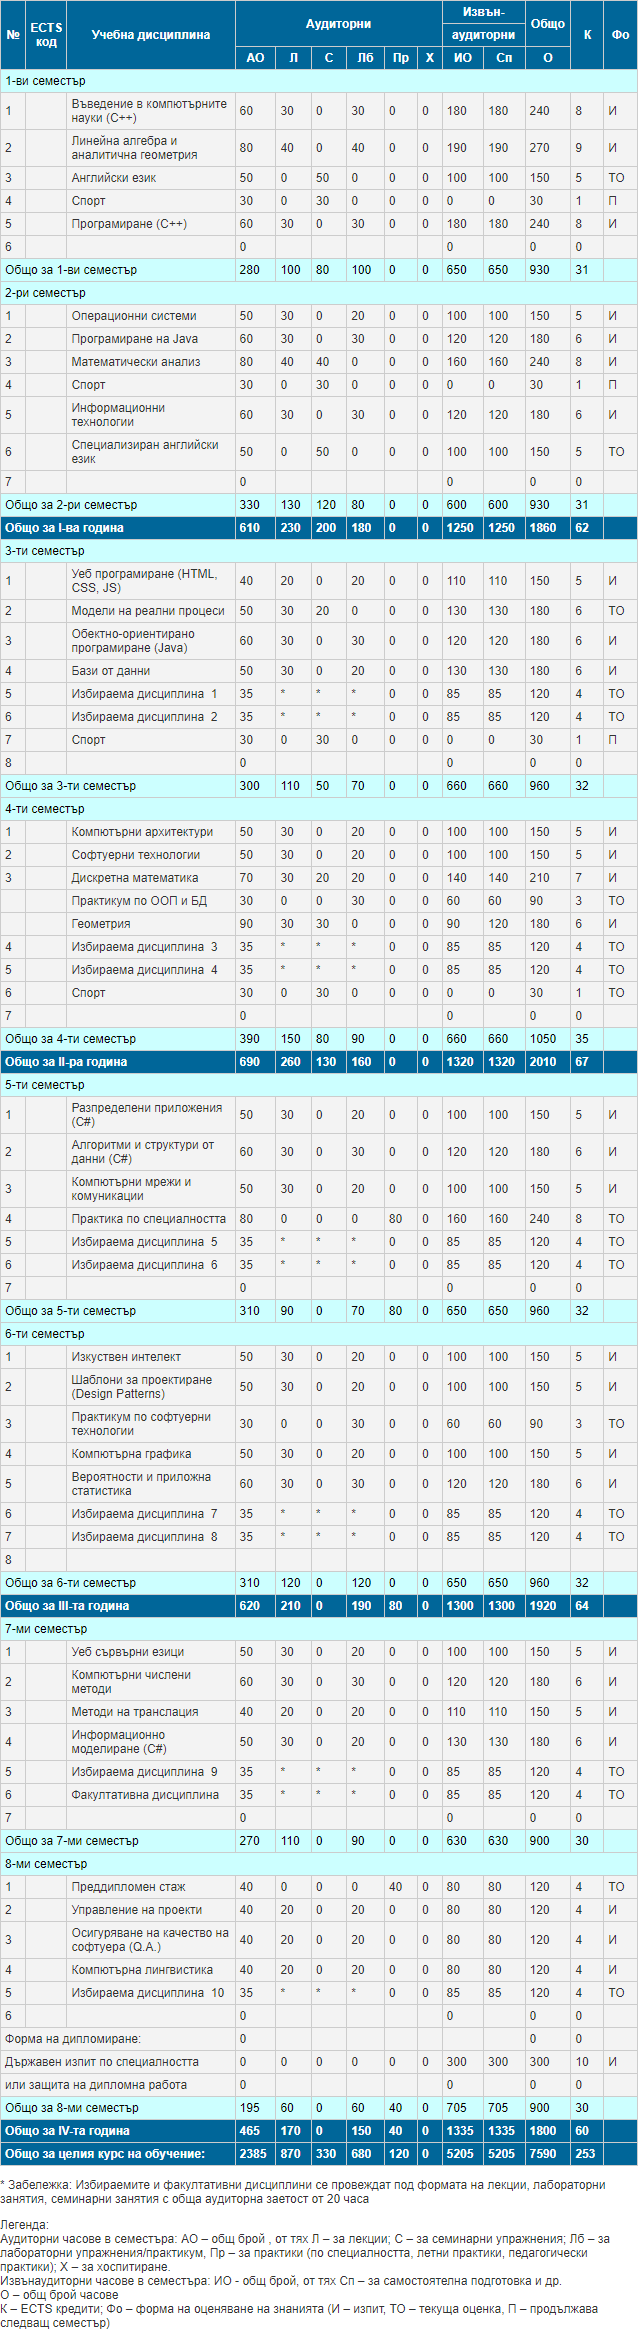 № ECTS код Учебна дисциплина Аудиторни Извън- аудиторни Общо К Фо
АО Л С Лб Пр Х ИО Сп О
1-ви семестър
1 Въведение в компютърните науки (C++) 60 30 0 30 0 0 180 180 240 8 И
2 Линейна алгебра и аналитична геометрия 80 40 0 40 0 0 190 190 270 9 И
3 Английски език 50 0 50 0 0 0 100 100 150 5 ТО
4 Спорт 30 0 30 0 0 0 0 0 30 1 П
5 Програмиране (C++) 60 30 0 30 0 0 180 180 240 8 И
6 0 0 0 0
Общо за 1-ви семестър 280 100 80 100 0 0 650 650 930 31
2-ри семестър
1 Операционни системи 50 30 0 20 0 0 100 100 150 5 И
2 Програмиране на Java 60 30 0 30 0 0 120 120 180 6 И
3 Математически анализ 80 40 40 0 0 0 160 160 240 8 И
4 Спорт 30 0 30 0 0 0 0 0 30 1 П
5 Информационни технологии 60 30 0 30 0 0 120 120 180 6 И
6 Специализиран английски език 50 0 50 0 0 0 100 100 150 5 ТО
7 0 0 0 0
Общо за 2-ри семестър 330 130 120 80 0 0 600 600 930 31
Общо за I-ва година 610 230 200 180 0 0 1250 1250 1860 62
3-ти семестър
1 Уеб програмиране (HTML, CSS, JS) 40 20 0 20 0 0 110 110 150 5 И
2 Модели на реални процеси 50 30 20 0 0 0 130 130 180 6 ТО
3 Обектно-ориентирано програмиране (Java) 60 30 0 30 0 0 120 120 180 6 И
4 Бази от данни 50 30 0 20 0 0 130 130 180 6 И
5 Избираема дисциплина 1 35 * * * 0 0 85 85 120 4 ТО
6 Избираема дисциплина 2 35 * * * 0 0 85 85 120 4 ТО
7 Спорт 30 0 30 0 0 0 0 0 30 1 П
8 0 0 0 0
Общо за 3-ти семестър 300 110 50 70 0 0 660 660 960 32
4-ти семестър
1 Компютърни архитектури 50 30 0 20 0 0 100 100 150 5 И
2 Софтуерни технологии 50 30 0 20 0 0 100 100 150 5 И
3 Дискретна математика 70 30 20 20 0 0 140 140 210 7 И
Практикум по ООП и БД 30 0 0 30 0 0 60 60 90 3 ТО
Геометрия 90 30 30 0 0 0 90 120 180 6 И
4 Избираема дисциплина 3 35 * * * 0 0 85 85 120 4 ТО
5 Избираема дисциплина 4 35 * * * 0 0 85 85 120 4 ТО
6 Спорт 30 0 30 0 0 0 0 0 30 1 ТО
7 0 0 0 0
Общо за 4-ти семестър 390 150 80 90 0 0 660 660 1050 35
Общо за II-ра година 690 260 130 160 0 0 1320 1320 2010 67
5-ти семестър
1 Разпределени приложения (C#) 50 30 0 20 0 0 100 100 150 5 И
2 Алгоритми и структури от данни (C#) 60 30 0 30 0 0 120 120 180 6 И
3 Компютърни мрежи и комуникации 50 30 0 20 0 0 100 100 150 5 И
4 Практика по специалността 80 0 0 0 80 0 160 160 240 8 ТО
5 Избираема дисциплина 5 35 * * * 0 0 85 85 120 4 ТО
6 Избираема дисциплина 6 35 * * * 0 0 85 85 120 4 ТО
7 0 0 0 0
Общо за 5-ти семестър 310 90 0 70 80 0 650 650 960 32
6-ти семестър
1 Изкуствен интелект 50 30 0 20 0 0 100 100 150 5 И
2 Шаблони за проектиране (Design Patterns) 50 30 0 20 0 0 100 100 150 5 И
3 Практикум по софтуерни технологии 30 0 0 30 0 0 60 60 90 3 ТО
4 Компютърна графика 50 30 0 20 0 0 100 100 150 5 И
5 Вероятности и приложна статистика 60 30 0 30 0 0 120 120 180 6 И
6 Избираема дисциплина 7 35 * * * 0 0 85 85 120 4 ТО
7 Избираема дисциплина 8 35 * * * 0 0 85 85 120 4 ТО
8
Общо за 6-ти семестър 310 120 0 120 0 0 650 650 960 32
Общо за III-та година 620 210 0 190 80 0 1300 1300 1920 64
7-ми семестър
1 Уеб сървърни езици 50 30 0 20 0 0 100 100 150 5 И
2 Компютърни числени методи 60 30 0 30 0 0 120 120 180 6 И
3 Методи на транслация 40 20 0 20 0 0 110 110 150 5 И
4 Информационно моделиране (C#) 50 30 0 20 0 0 130 130 180 6 И
5 Избираема дисциплина 9 35 * * * 0 0 85 85 120 4 ТО
6 Факултативна дисциплина 35 * * * 0 0 85 85 120 4 ТО
7 0 0 0 0
Общо за 7-ми семестър 270 110 0 90 0 0 630 630 900 30
8-ми семестър
1 Преддипломен стаж 40 0 0 0 40 0 80 80 120 4 ТО
2 Управление на проекти 40 20 0 20 0 0 80 80 120 4 И
3 Осигуряване на качество на софтуера (Q.A.) 40 20 0 20 0 0 80 80 120 4 И
4 Компютърна лингвистика 40 20 0 20 0 0 80 80 120 4 И
5 Избираема дисциплина 10 35 * * * 0 0 85 85 120 4 ТО
6 0 0 0 0
Форма на дипломиране: 0 0 0
Държавен изпит по специалността 0 0 0 0 0 0 300 300 300 10 И
или защита на дипломна работа 0 0 0 0
Общо за 8-ми семестър 195 60 0 60 40 0 705 705 900 30
Общо за IV-та година 465 170 0 150 40 0 1335 1335 1800 60
Общо за целия курс на обучение: 2385 870 330 680 120 0 5205 5205 7590 253
* Забележка: Избираемите и факултативни дисциплини се провеждат под формата на лекции, лабораторни
занятия, семинарни занятия с обща аудиторна заетост от 20 часа
Легенда:
Аудиторни часове в семестъра: АО – общ брой , от тях Л – за лекции; С – за семинарни упражнения; Лб – за
лабораторни упражнения/практикум, Пр – за практики (по специалността, летни практики, педагогически
практики); Х – за хоспитиране.
Извънаудиторни часове в семестъра: ИО - общ брой, от тях Сп – за самостоятелна подготовка и др.
О – общ брой часове
К – ECTS кредити; Фо – форма на оценяване на знанията (И – изпит, ТО – текуща оценка, П – продължава
следващ семестър)